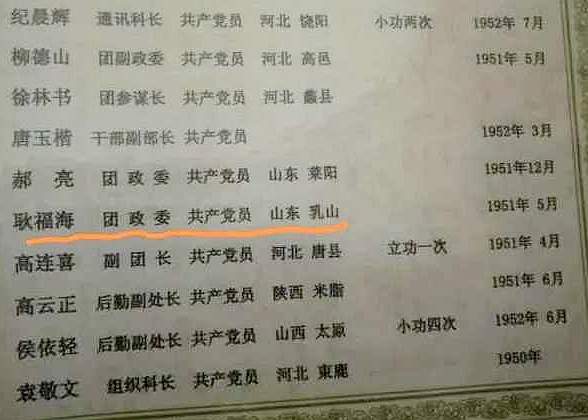 纪晨辉 通讯科长 共产党员 河北 饶阳 小功两次 1952年 7月
柳德山 团副政委 共产党员 河北 高邑 1951年 5月
徐林书 团参谋长 共产党员 河北 蠡县
唐玉楷 干部副部长 共产党员 1952年 3月
郝亮 团政委 共产党员 山东 莱阳 1951年12月
耿福海 团政委 共产党员 山东 乳山 1951年 5月
高连喜 副团长 共产党员 河北 唐县 立功一次 1951年 4月
高云正 后勤副处长 共产党员 陕西 米脂 1951年 6月
侯依轻 后勤副处长 共产党员 山西 太原 小功四次 1952年 6月
袁敬文 组织科长 共产党员 河北 束鹿 1950年